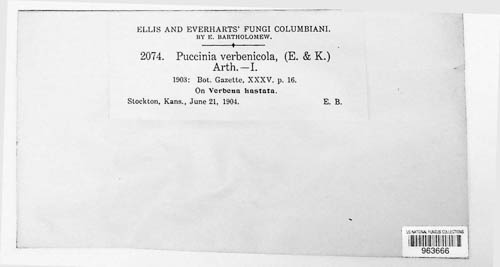 ELLIS AND EVERHARTS' FUNGI COLUMBIANI.
BY E. BARTHOLOMEW.
2074. Puccinia verbenicola, (E. & K.)
Arth.—I.
1903: Bot. Gazette, XXXV. p. 16.
On Verbena hastata.
Stockton, Kans., June 21, 1904. E. B.
US NATIONAL FUNGUS COLLECTIONS
963666